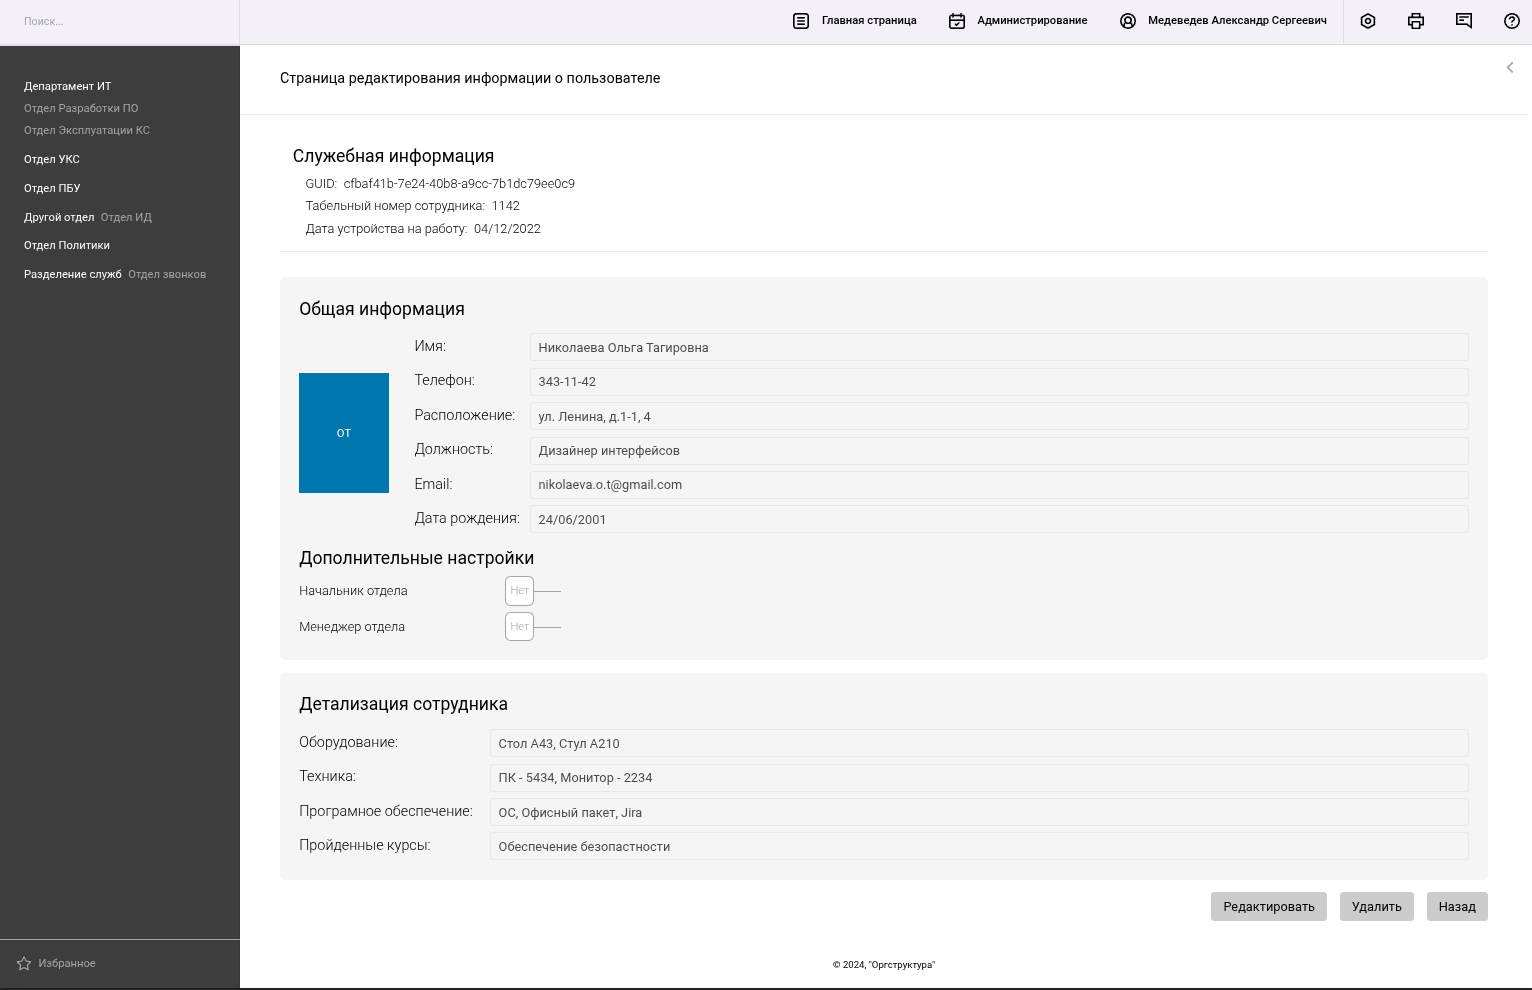 Поиск...
Главная страница
Администрирование
Медеведев Александр Сергеевич
Департамент ИТ
Отдел Разработки ПО
Отдел Эксплуатации КС
Отдел УКС
Отдел ПБУ
Другой отдел Отдел ИД
Отдел Политики
Разделение служб Отдел звонков
Избранное
Страница редактирования информации о пользователе
Служебная информация
GUID: cfbaf41b-7e24-40b8-a9cc-7b1dc79ee0c9
Табельный номер сотрудника: 1142
Дата устройства на работу: 04/12/2022
Общая информация
ОТ
Имя: Николаева Ольга Тагировна
Телефон: 343-11-42
Расположение: ул. Ленина, д.1-1, 4
Должность: Дизайнер интерфейсов
Email: nikolaeva.o.t@gmail.com
Дата рождения: 24/06/2001
Дополнительные настройки
Начальник отдела Нет
Менеджер отдела Нет
Детализация сотрудника
Оборудование: Стол А43, Стул А210
Техника: ПК - 5434, Монитор - 2234
Програмное обеспечение: ОС, Офисный пакет, Jira
Пройденные курсы: Обеспечение безопастности
Редактировать Удалить Назад
© 2024, "Оргструктура"